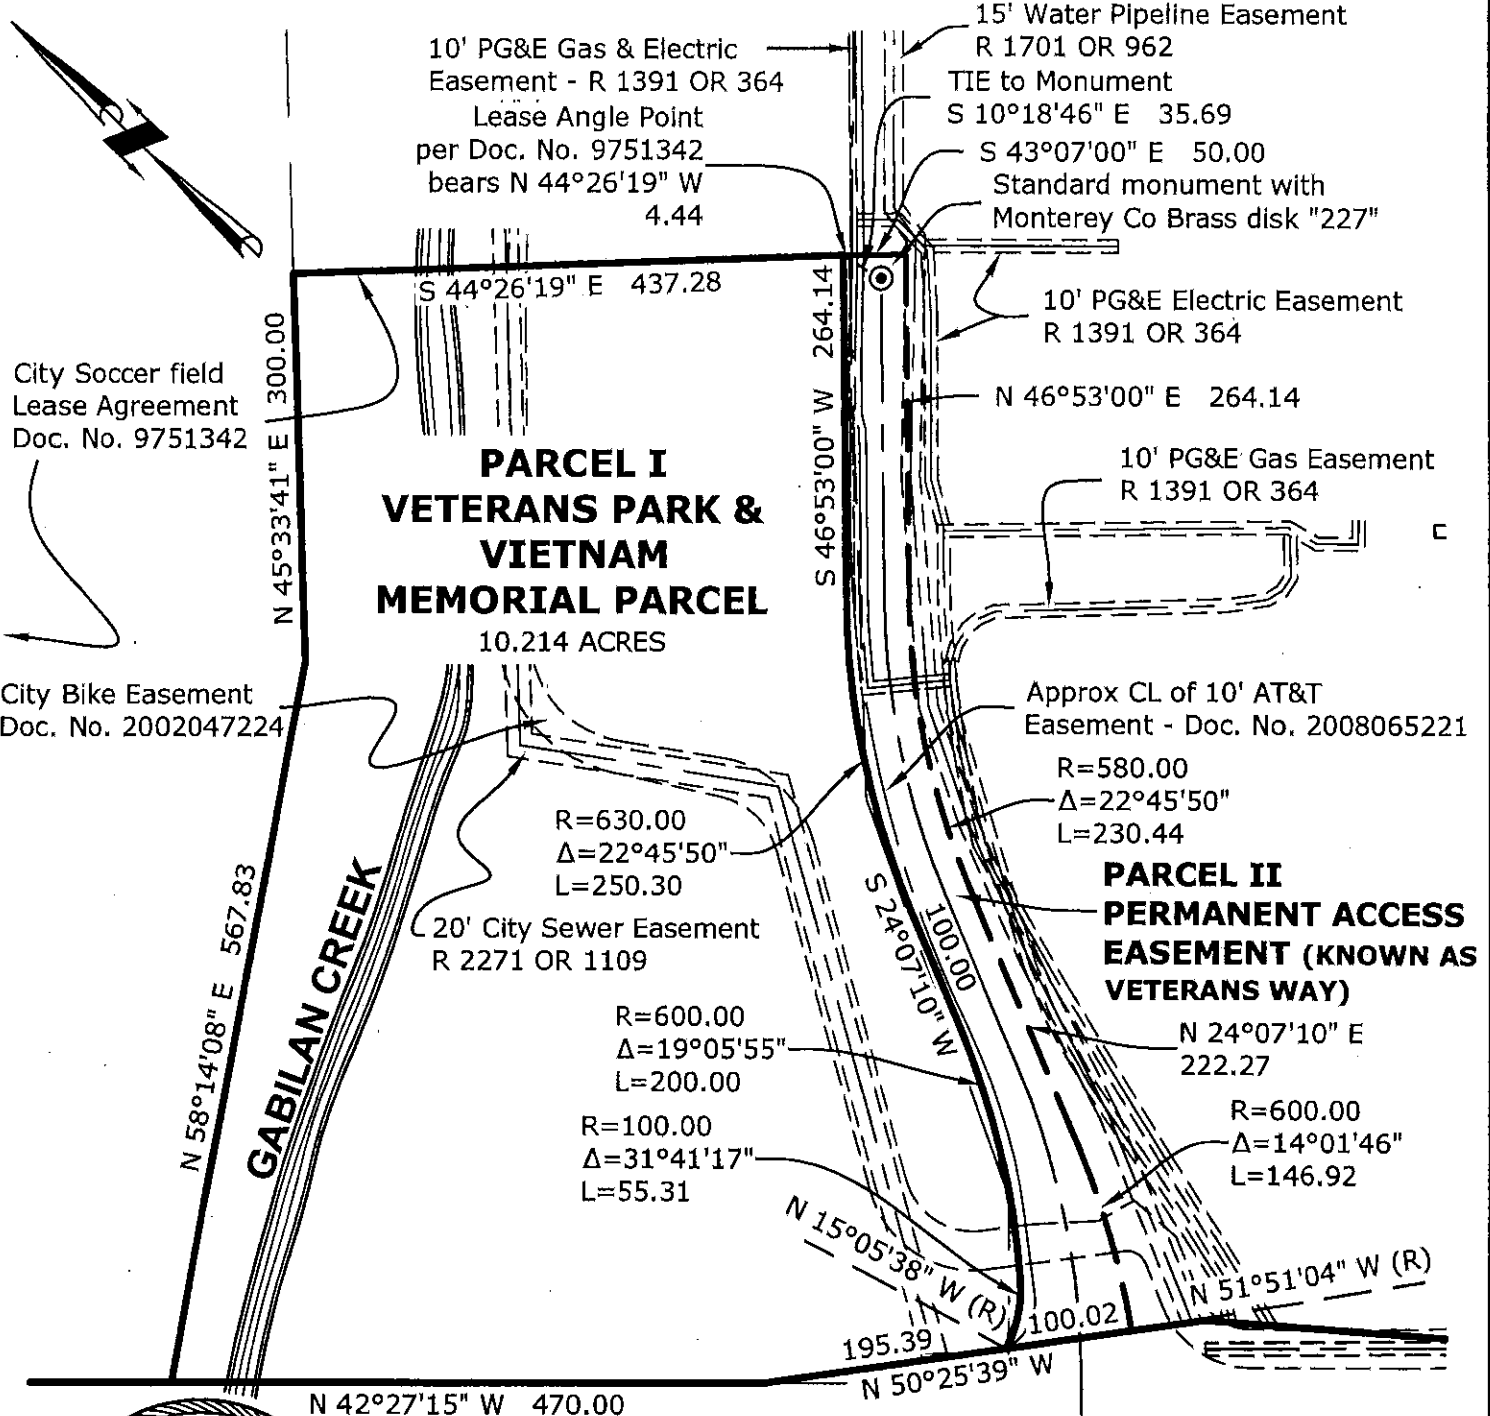 15' Water Pipeline Easement
R 1701 OR 962
10' PG&E Gas & Electric
Easement - R 1391 OR 364
TIE to Monument
S 10°18'46" E 35.69
Lease Angle Point
per Doc. No. 9751342
bears N 44°26'19" W
4.44
S 43°07'00" E 50.00
Standard monument with
Monterey Co Brass disk "227"
S 44°26'19" E 437.28
10' PG&E Electric Easement
R 1391 OR 364
City Soccer field
Lease Agreement
Doc. No. 9751342
N 45°33'41" E 300.00
S 46°53'00" W 264.14
N 46°53'00" E 264.14
PARCEL I
VETERANS PARK &
VIETNAM
MEMORIAL PARCEL
10.214 ACRES
10' PG&E Gas Easement
R 1391 OR 364
City Bike Easement
Doc. No. 2002047224
Approx CL of 10' AT&T
Easement - Doc. No. 2008065221
R=580.00
Δ=22°45'50"
L=230.44
R=630.00
Δ=22°45'50"
L=250.30
PARCEL II
PERMANENT ACCESS
EASEMENT (KNOWN AS
VETERANS WAY)
20' City Sewer Easement
R 2271 OR 1109
S 24°07'10" W
100.00
N 58°14'08" E 567.83
GABILAN CREEK
R=600.00
Δ=19°05'55"
L=200.00
N 24°07'10" E
222.27
R=100.00
Δ=31°41'17"
L=55.31
R=600.00
Δ=14°01'46"
L=146.92
N 15°05'38" W (R)
N 51°51'04" W (R)
195.39
100.02
N 50°25'39" W
N 42°27'15" W 470.00